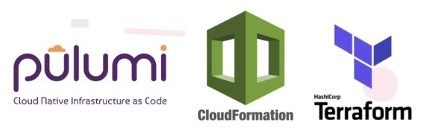 pulumi
Cloud Native Infrastructure as Code
CloudFormation
HashiCorp
Terraform